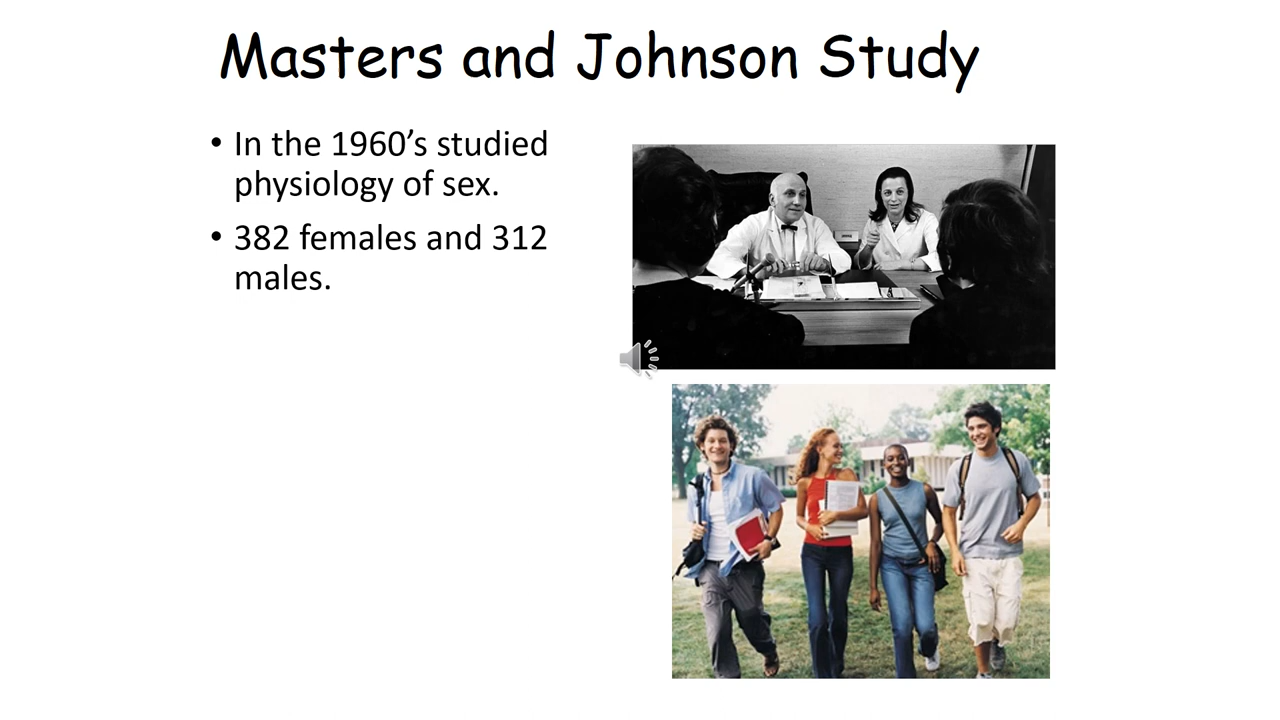 Masters and Johnson Study
• In the 1960’s studied
physiology of sex.
• 382 females and 312
males.